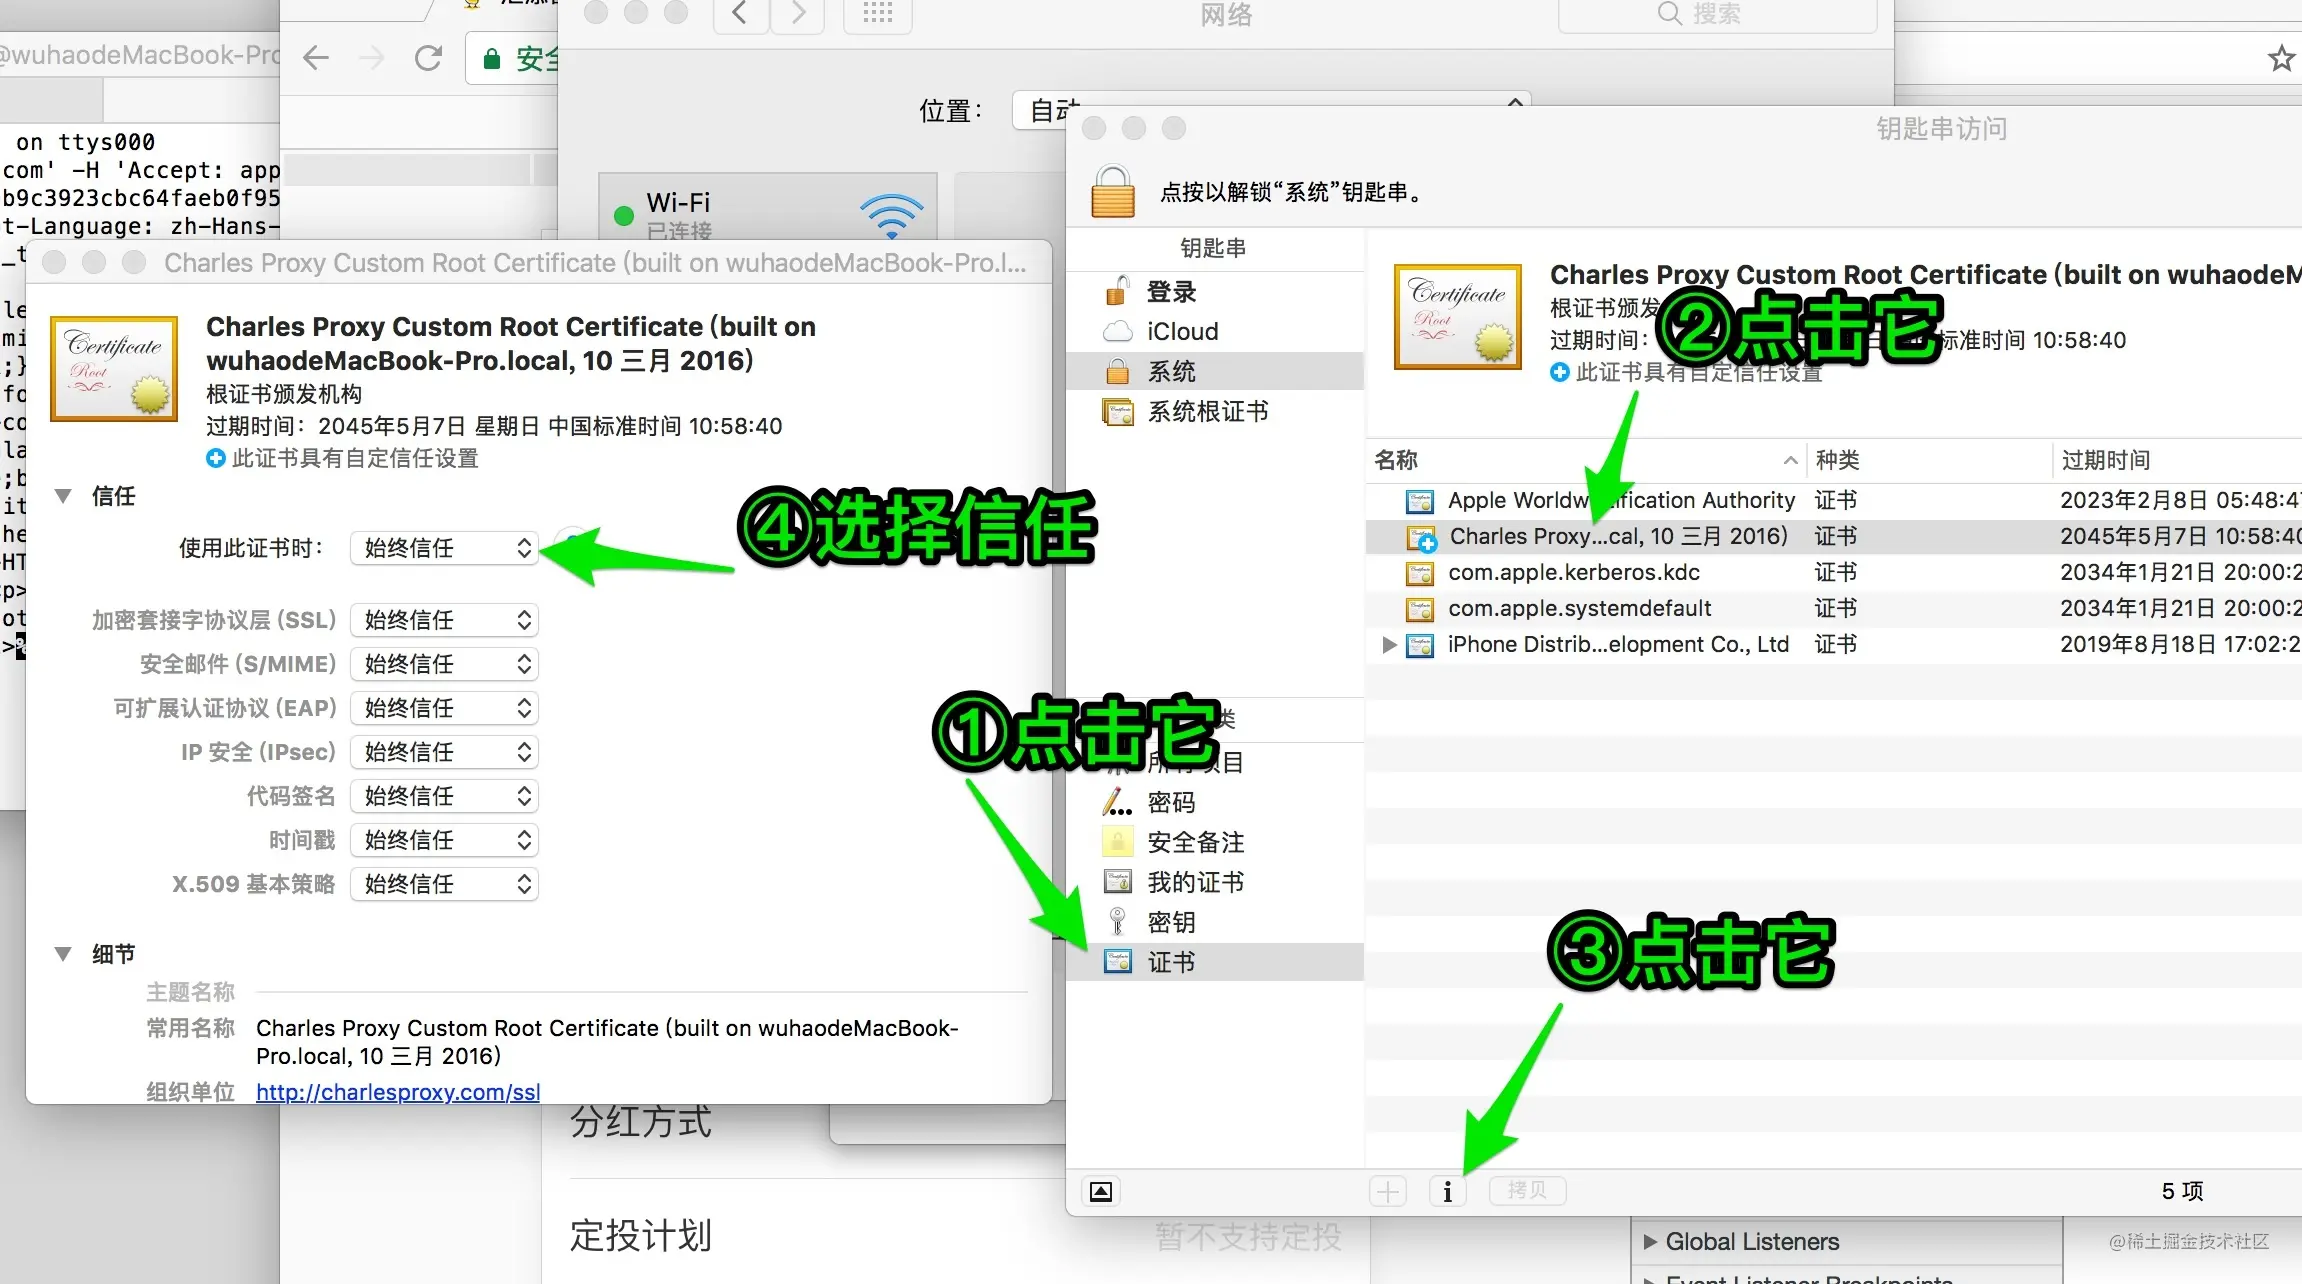 @wuhaodeMacBook-Pro
on ttys000
com' -H 'Accept: app
b9c3923cbc64faeb0f95
t-Language: zh-Hans-
安全
网络
搜索
位置：
自动
Wi-Fi
已连接
Charles Proxy Custom Root Certificate (built on wuhaodeMacBook-Pro.l...
Charles Proxy Custom Root Certificate (built on
wuhaodeMacBook-Pro.local, 10 三月 2016)
根证书颁发机构
过期时间：2045年5月7日 星期日 中国标准时间 10:58:40
此证书具有自定信任设置
信任
使用此证书时： 始终信任
④选择信任
加密套接字协议层 (SSL) 始终信任
安全邮件 (S/MIME) 始终信任
可扩展认证协议 (EAP) 始终信任
IP 安全 (IPsec) 始终信任
代码签名 始终信任
时间戳 始终信任
X.509 基本策略 始终信任
细节
主题名称
常用名称 Charles Proxy Custom Root Certificate (built on wuhaodeMacBook-
Pro.local, 10 三月 2016)
组织单位 http://charlesproxy.com/ssl
分红方式
定投计划
暂不支持定投
钥匙串访问
点按以解锁“系统”钥匙串。
钥匙串
登录
iCloud
系统
系统根证书
①点击它
类
所有项目
密码
安全备注
我的证书
密钥
证书
Charles Proxy Custom Root Certificate (built on wuhaodeM
根证书颁发
②点击它
过期时间： 标准时间 10:58:40
此证书具有自定信任设置
名称 种类 过期时间
Apple Worldw ification Authority 证书 2023年2月8日 05:48:4
Charles Proxy...cal, 10 三月 2016) 证书 2045年5月7日 10:58:40
com.apple.kerberos.kdc 证书 2034年1月21日 20:00:2
com.apple.systemdefault 证书 2034年1月21日 20:00:2
iPhone Distrib...elopment Co., Ltd 证书 2019年8月18日 17:02:2
③点击它
拷贝
5 项
Global Listeners
Event Listener Breakpoints
@稀土掘金技术社区